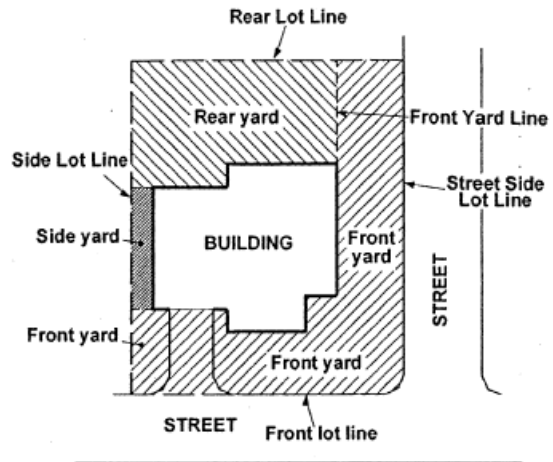 Rear Lot Line
Rear yard
Front Yard Line
Side Lot Line
Street Side
Lot Line
Side yard
BUILDING
Front
yard
STREET
Front yard
Front yard
STREET
Front lot line